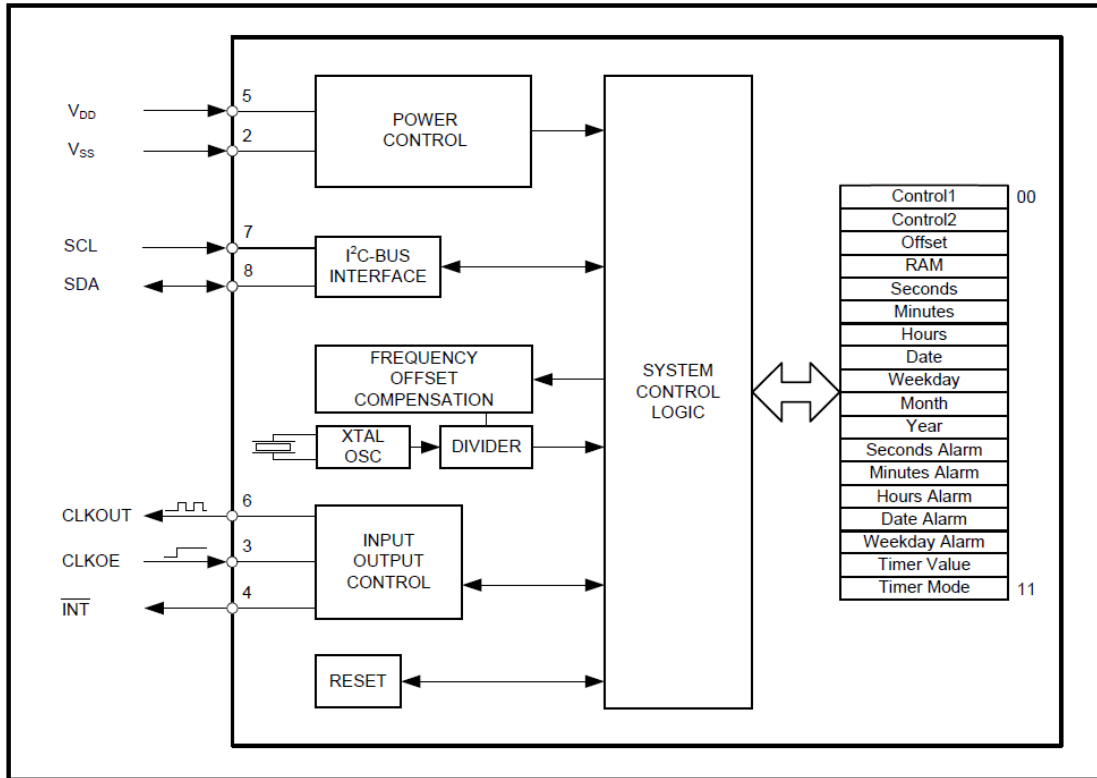 V_DD
5
V_SS
2
POWER
CONTROL
SCL
7
SDA
8
I²C-BUS
INTERFACE
FREQUENCY
OFFSET
COMPENSATION
XTAL
OSC
DIVIDER
CLKOUT
6
CLKOE
3
INT
4
INPUT
OUTPUT
CONTROL
RESET
SYSTEM
CONTROL
LOGIC
Control1 00
Control2
Offset
RAM
Seconds
Minutes
Hours
Date
Weekday
Month
Year
Seconds Alarm
Minutes Alarm
Hours Alarm
Date Alarm
Weekday Alarm
Timer Value
Timer Mode 11